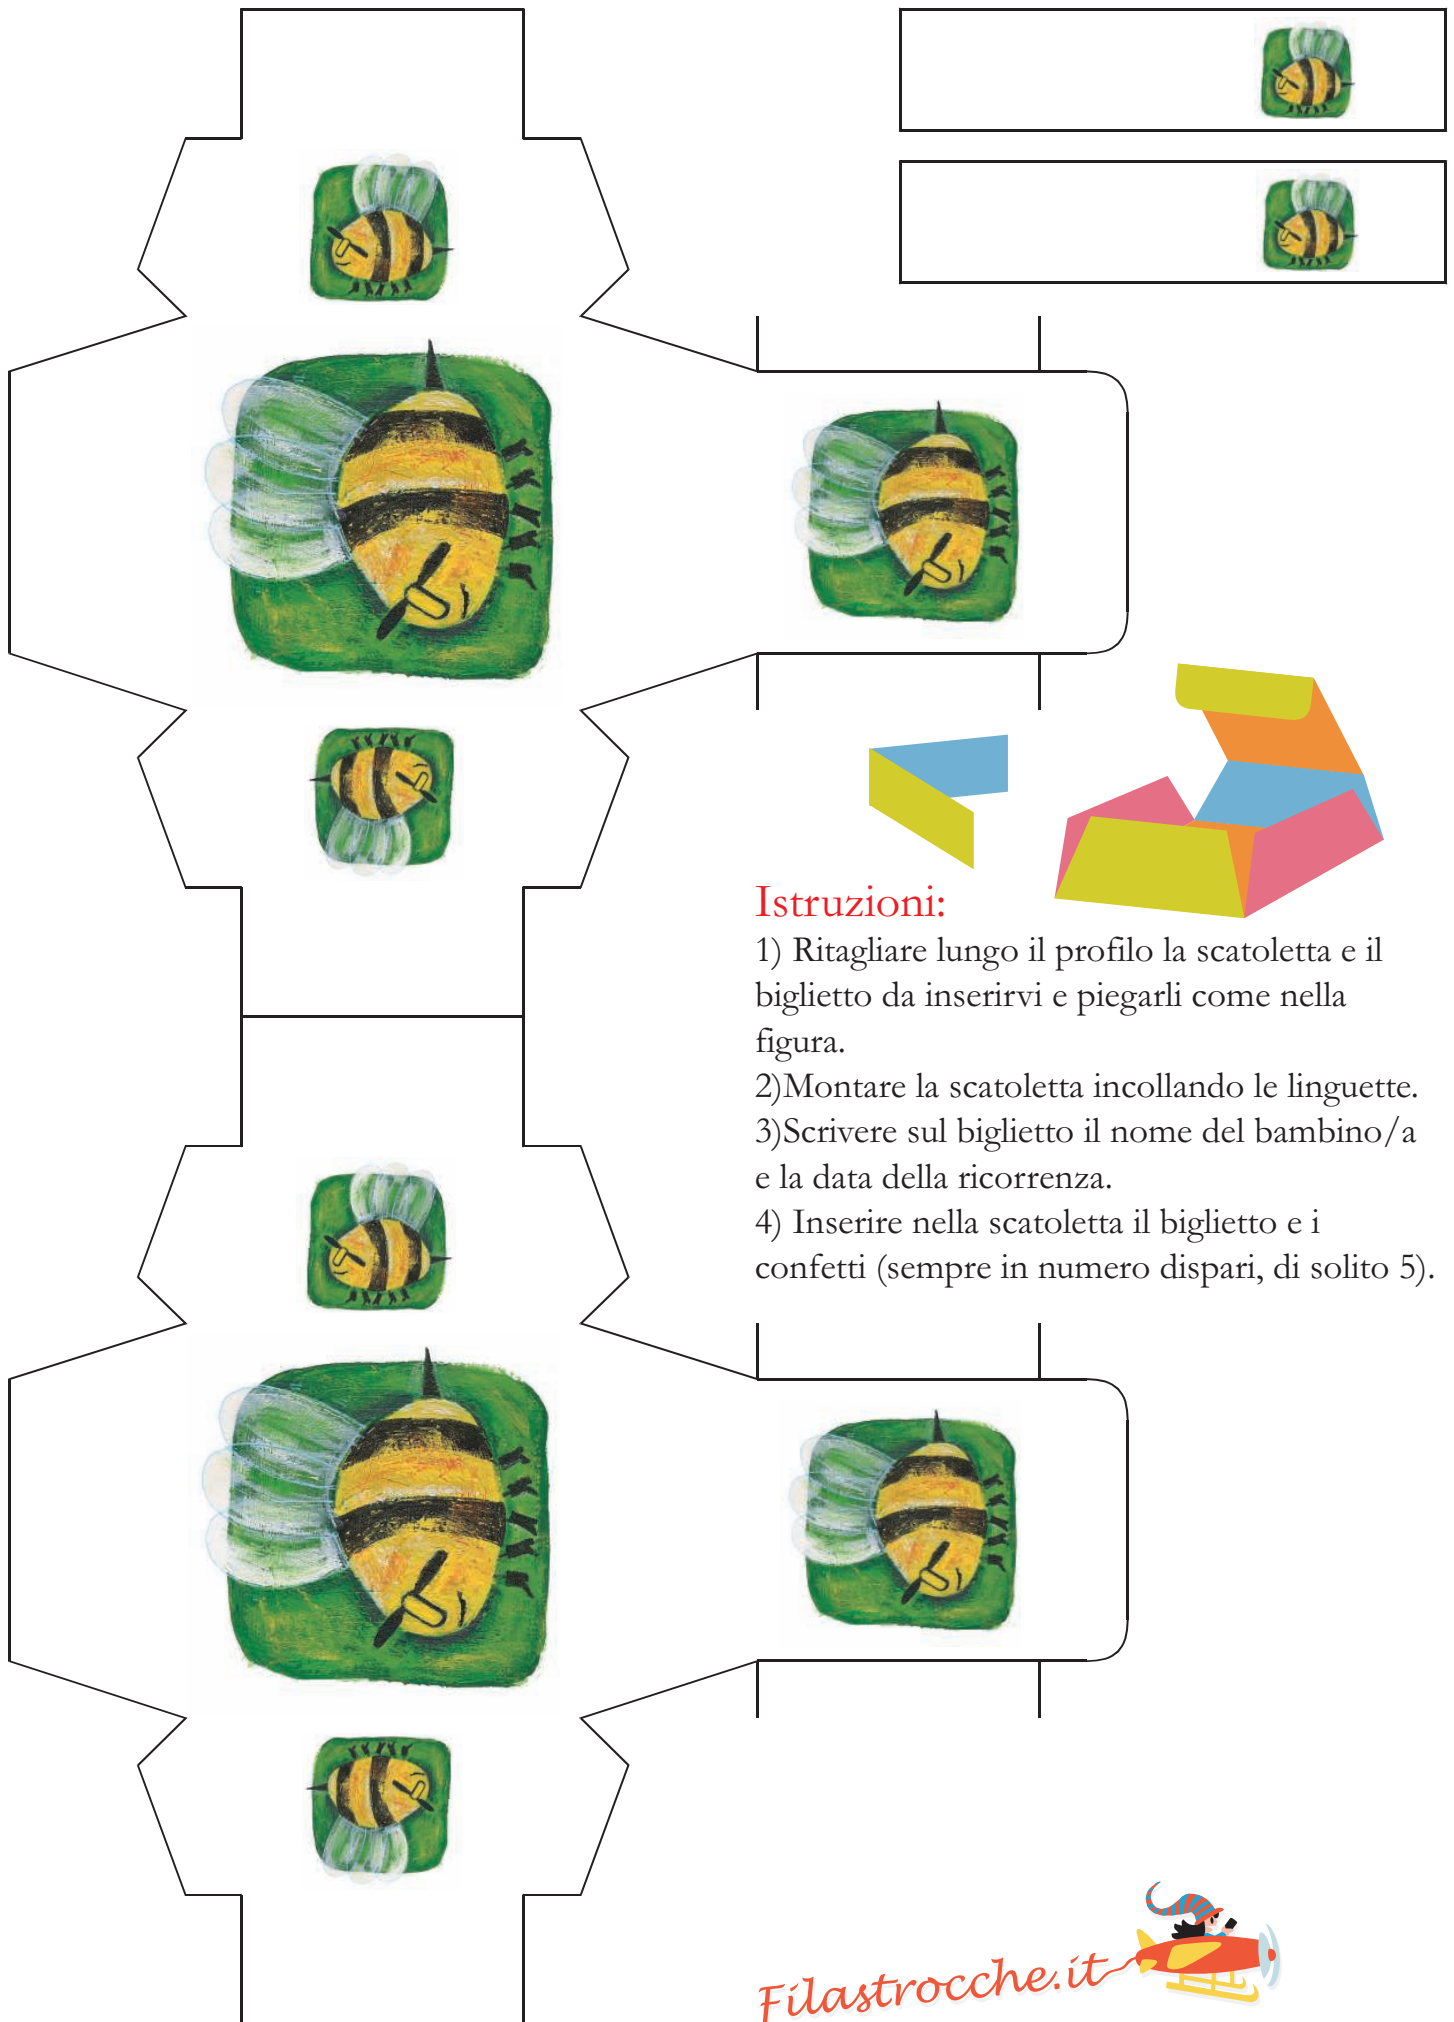 Istruzioni:
1) Ritagliare lungo il profilo la scatoletta e il
biglietto da inserirvi e piegarli come nella
figura.
2)Montare la scatoletta incollando le linguette.
3)Scrivere sul biglietto il nome del bambino/a
e la data della ricorrenza.
4) Inserire nella scatoletta il biglietto e i
confetti (sempre in numero dispari, di solito 5).
Filastrocche.it